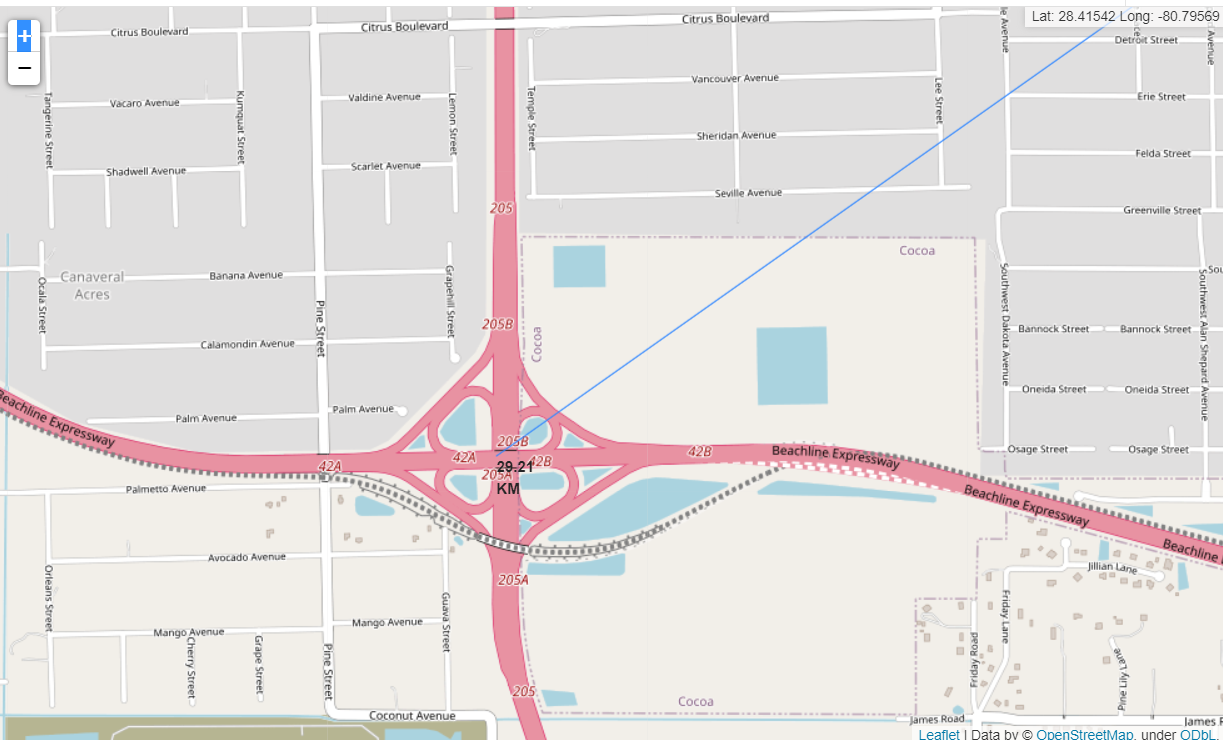 +
−
Lat: 28.41542 Long: -80.79569
Citrus Boulevard
Citrus Boulevard
Citrus Boulevard
Detroit Street
Vancouver Avenue
Valdine Avenue
Erie Street
Vacaro Avenue
Tangerine Street
Kumquat Street
Lemon Street
Temple Street
Lee Street
Sheridan Avenue
Felda Street
Scarlet Avenue
Shadwell Avenue
Seville Avenue
205
Greenville Street
Cocoa
Canaveral
Acres
Banana Avenue
Ocala Street
Grapehill Street
Pine Street
205B
Cocoa
Southwest Dakota Avenue
Southwest Alan Shepard Avenue
Bannock Street
Bannock Street
Calamondin Avenue
Oneida Street
Oneida Street
Palm Avenue
Palm Avenue
Beachline Expressway
205B
42A
42A
42B
42B
205A
29.21
KM
Beachline Expressway
Osage Street
Osage Street
Palmetto Avenue
Beachline Expressway
Beachline
Avocado Avenue
Jillian Lane
205A
Orleans Street
Guava Street
Friday Lane
Mango Avenue
Mango Avenue
Cherry Street
Grape Street
Pine Street
Friday Road
Pine Lily Lane
205
Cocoa
Coconut Avenue
James Road
James R
Leaflet | Data by © OpenStreetMap, under ODbL.